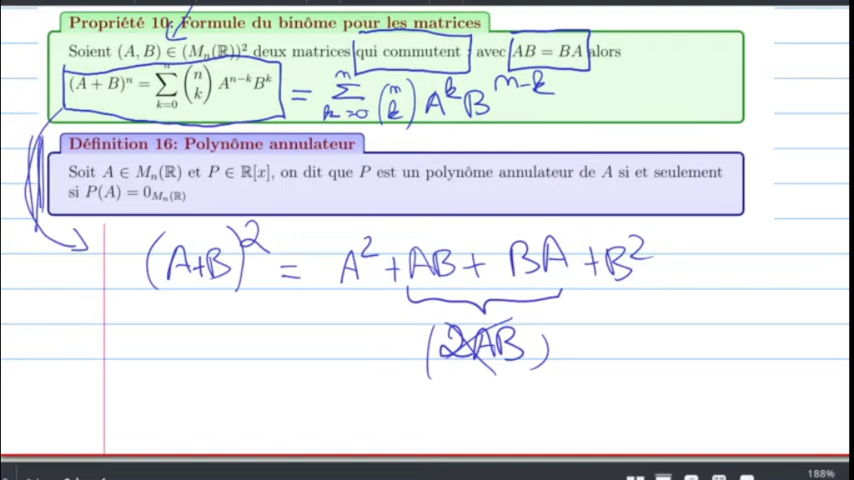 Propriété 10: Formule du binôme pour les matrices
Soient (A, B) ∈ (Mₙ(ℝ))² deux matrices qui commutent ; avec AB = BA alors
(A + B)ⁿ = ∑_{k=0}^{n} (n k) Aⁿ⁻ᵏBᵏ = ∑_{k=0}^{n} (n k) AᵏBⁿ⁻ᵏ
Définition 16: Polynôme annulateur
Soit A ∈ Mₙ(ℝ) et P ∈ ℝ[x], on dit que P est un polynôme annulateur de A si et seulement
si P(A) = 0_{Mₙ(ℝ)}
(A+B)² = A² + AB + BA + B²
(2AB)
188%